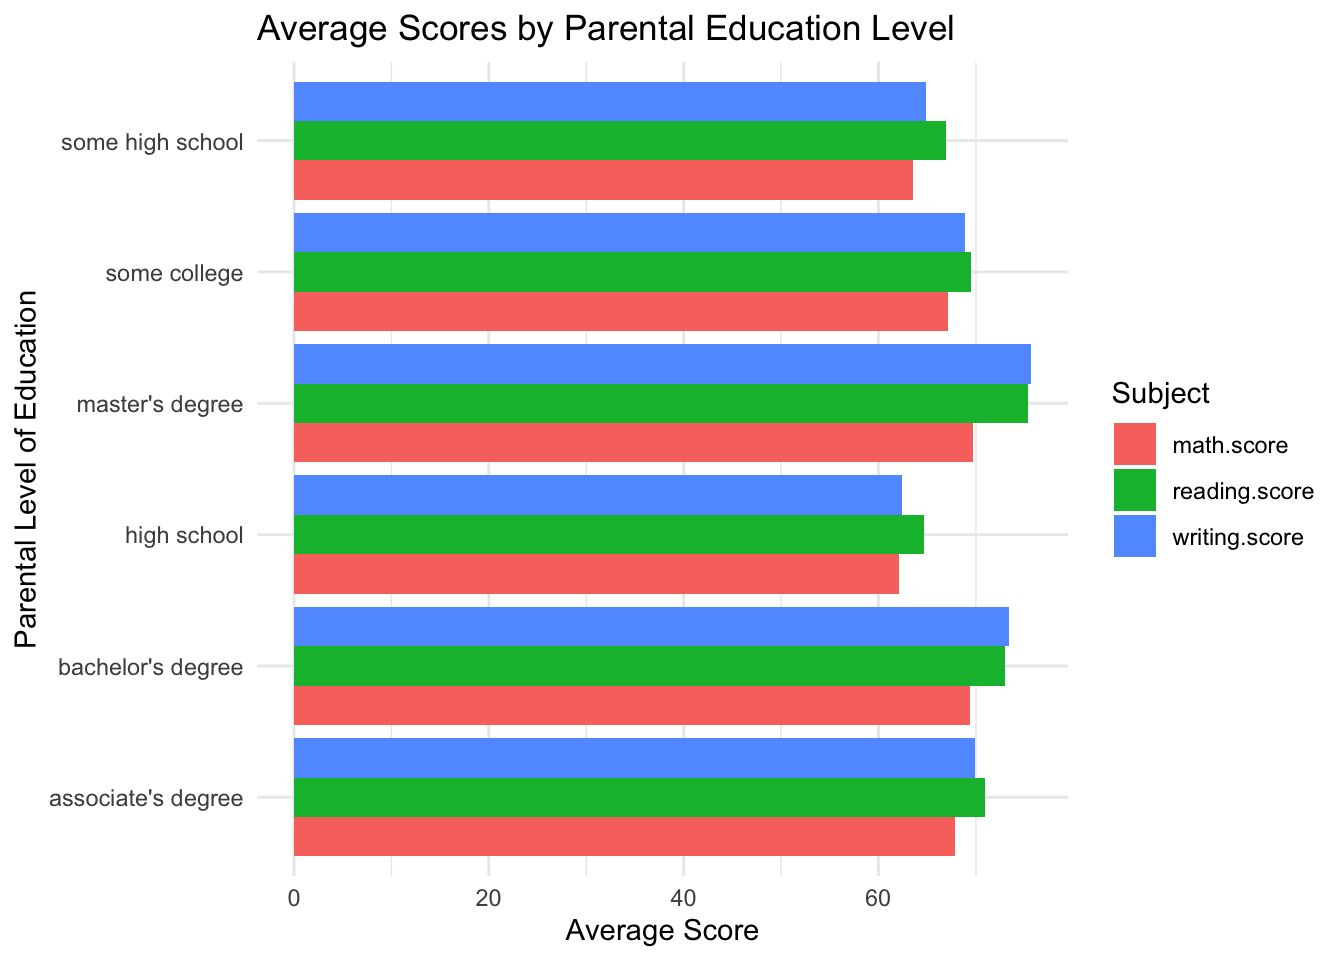 Average Scores by Parental Education Level
Parental Level of Education
some high school
some college
master's degree
high school
bachelor's degree
associate's degree
0 20 40 60
Average Score
Subject
math.score
reading.score
writing.score